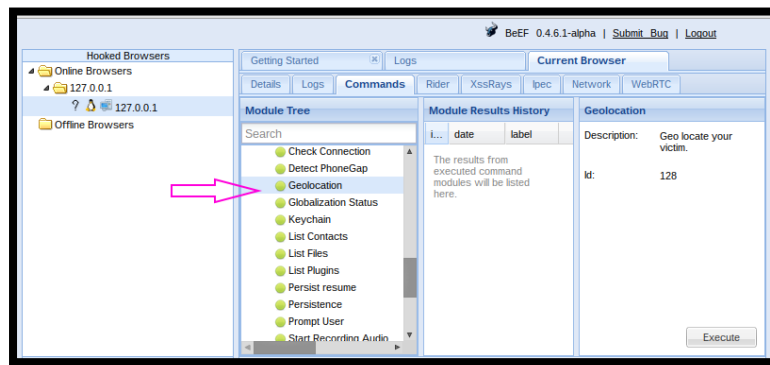 BeEF 0.4.6.1-alpha | Submit Bug | Logout
Hooked Browsers
Online Browsers
127.0.0.1
? 127.0.0.1
Offline Browsers
Getting Started Logs Current Browser
Details Logs Commands Rider XssRays Ipec Network WebRTC
Module Tree
Search
Check Connection
Detect PhoneGap
Geolocation
Globalization Status
Keychain
List Contacts
List Files
List Plugins
Persist resume
Persistence
Prompt User
Start Recording Audio
Module Results History
i... date label
The results from
executed command
modules will be listed
here.
Geolocation
Description: Geo locate your
victim.
Id: 128
Execute